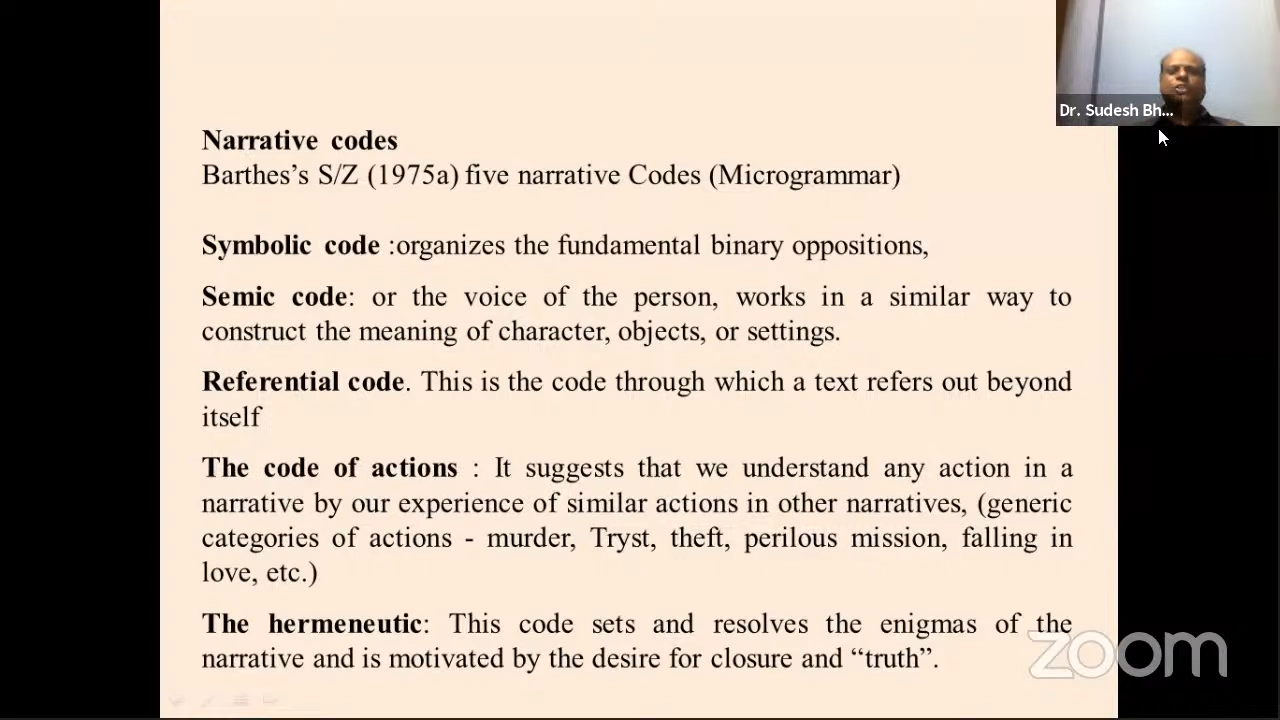 Dr. Sudesh Bh...
Narrative codes
Barthes’s S/Z (1975a) five narrative Codes (Microgrammar)
Symbolic code :organizes the fundamental binary oppositions,
Semic code: or the voice of the person, works in a similar way to
construct the meaning of character, objects, or settings.
Referential code. This is the code through which a text refers out beyond
itself
The code of actions : It suggests that we understand any action in a
narrative by our experience of similar actions in other narratives, (generic
categories of actions - murder, Tryst, theft, perilous mission, falling in
love, etc.)
The hermeneutic: This code sets and resolves the enigmas of the
narrative and is motivated by the desire for closure and “truth”.
zoom